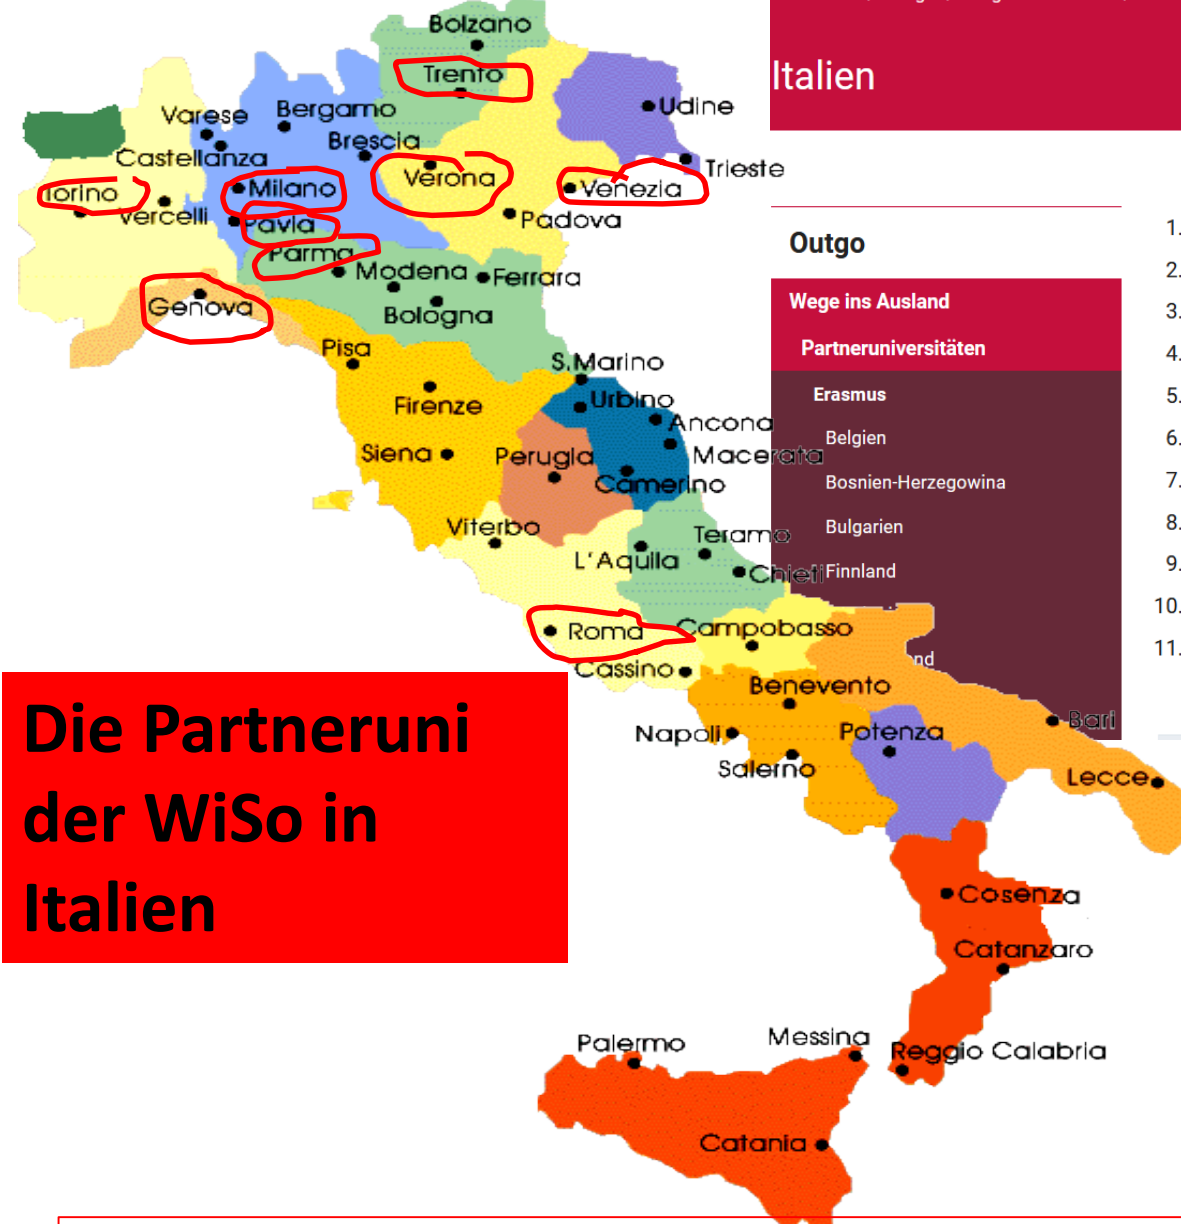 Bolzano
Italien
Trento
Udine
Varese
Bergamo
Brescia
Castellanza
Trieste
Torino
Milano
Verona
Venezia
Vercelli
Pavia
Padova
Parma
Modena
Ferrara
Genova
Bologna
Outgo
1.
2.
3.
4.
5.
6.
7.
8.
9.
10.
11.
Wege ins Ausland
Partneruniversitäten
Erasmus
Belgien
Bosnien-Herzegowina
Bulgarien
Finnland
nd
Pisa
S.Marino
Firenze
Urbino
Ancona
Siena
Perugia
Macerata
Camerino
Viterbo
Teramo
L'Aquila
Chieti
Roma
Campobasso
Cassino
Benevento
Bari
Napoli
Potenza
Salerno
Lecce
Die Partneruni
der WiSo in
Italien
Cosenza
Catanzaro
Palermo
Messina
Reggio Calabria
Catania